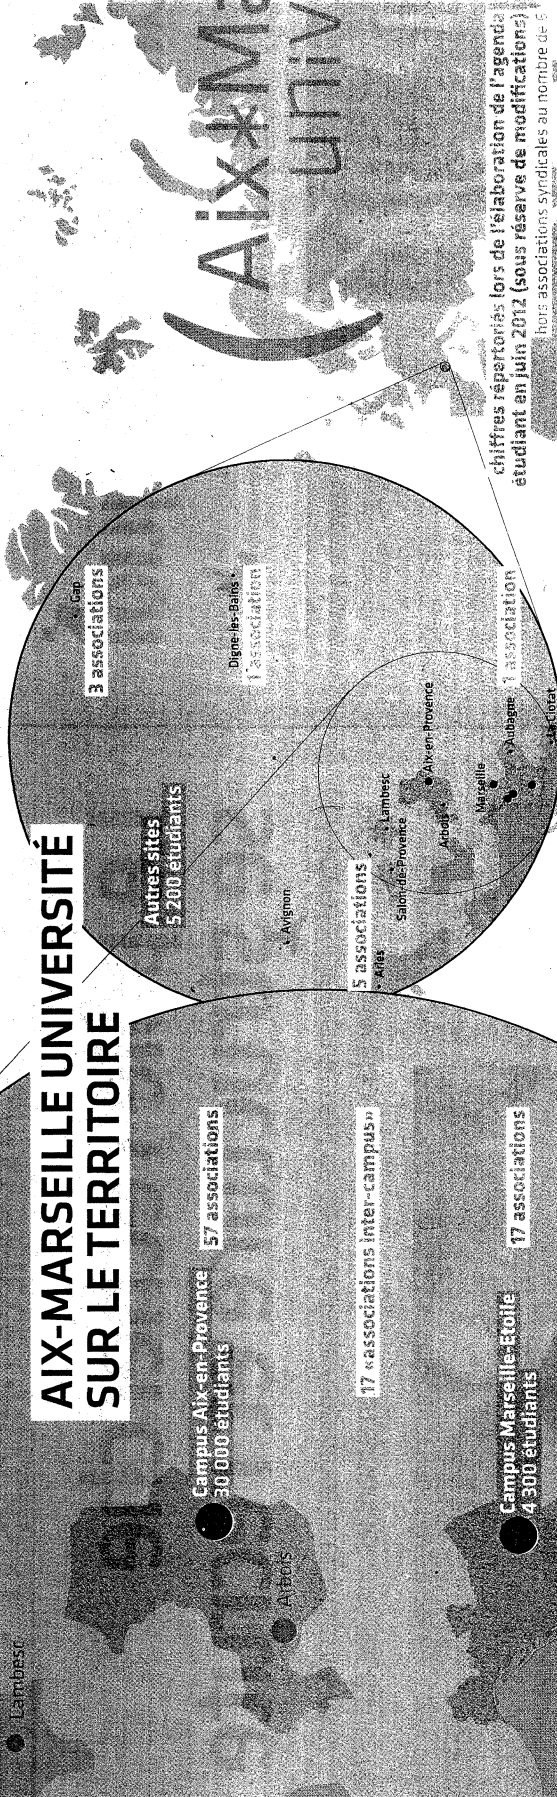 AIX-MARSEILLE UNIVERSITÉ
SUR LE TERRITOIRE
Lambesc
Campus Aix-en-Provence
30 000 étudiants
57 associations
Arbois
17 «associations inter-campus»
Campus Marseille-Etoile
4 300 étudiants
17 associations
Autres sites
5 200 étudiants
Gap
3 associations
Digne-les-Bains
1 association
Avignon
5 associations
Arles
Lambesc
Salon-de-Provence
Aix-en-Provence
Arbois
Marseille
Aubagne
1 association
La Ciotat
(Aix*Ma
univ
chiffres répertoriés lors de l'élaboration de l'agenda
étudiant en juin 2012 (sous réserve de modifications)
hors associations syndicales au nombre de